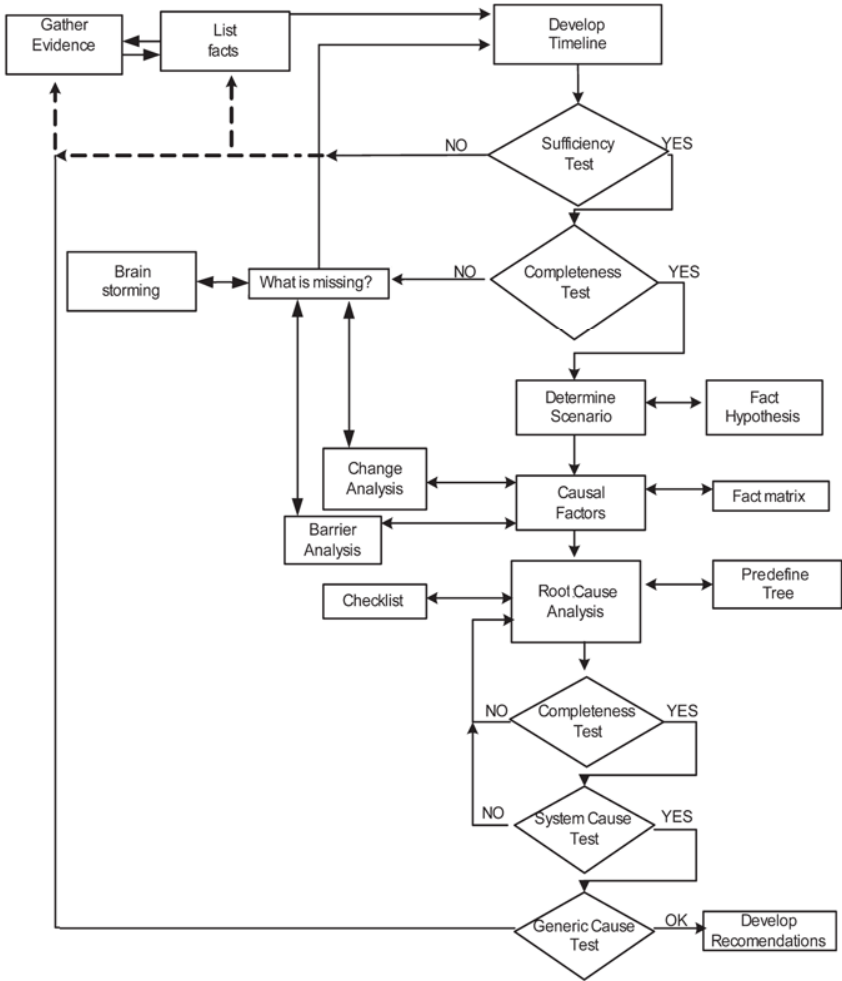 Gather
Evidence
List
facts
Develop
Timeline
NO
Sufficiency
Test
YES
Brain
storming
What is missing?
NO
Completeness
Test
YES
Determine
Scenario
Fact
Hypothesis
Change
Analysis
Causal
Factors
Fact matrix
Barrier
Analysis
Checklist
Root:Cause
Analysis
Predefine
Tree
NO
Completeness
Test
YES
NO
System Cause
Test
YES
Generic Cause
Test
OK
Develop
Recomendations